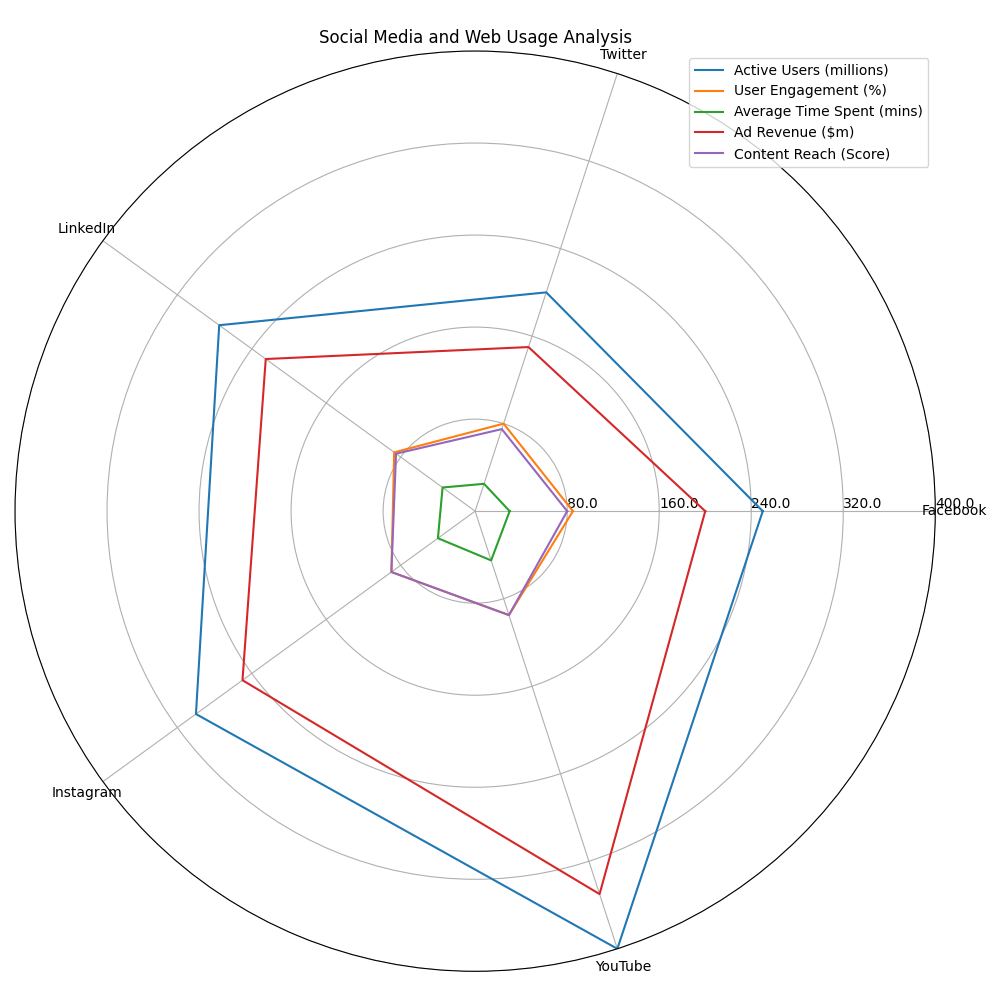 Social Media and Web Usage Analysis
Twitter
Active Users (millions)
User Engagement (%)
Average Time Spent (mins)
Ad Revenue ($m)
Content Reach (Score)
LinkedIn
80.0
160.0
240.0
320.0
400.0
Facebook
Instagram
YouTube